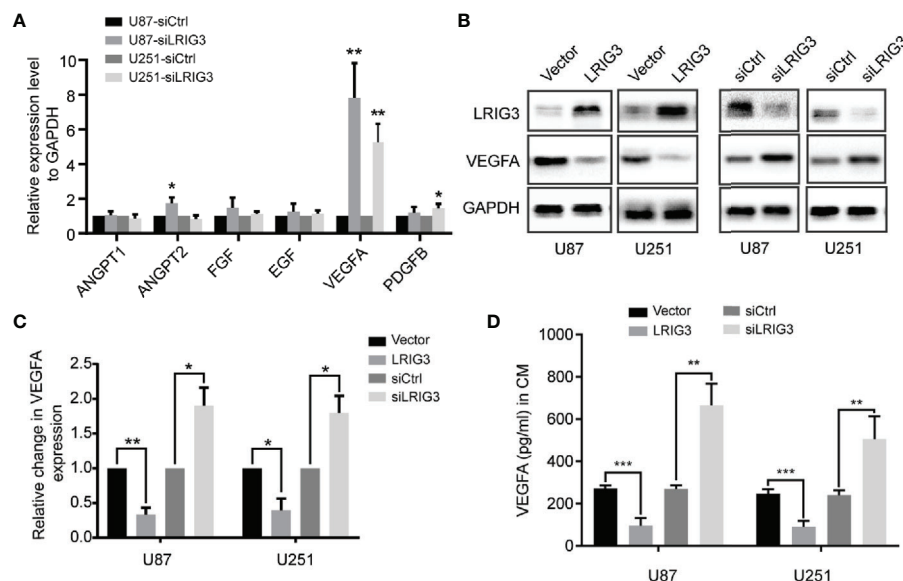 A
U87-siCtrl
U87-siLRIG3
U251-siCtrl
U251-siLRIG3
Relative expression level
to GAPDH
10
8
6
4
2
0
*
**
**
*
ANGPT1
ANGPT2
FGF
EGF
VEGFA
PDGFB
B
Vector
LRIG3
Vector
LRIG3
siCtrl
siLRIG3
siCtrl
siLRIG3
LRIG3
VEGFA
GAPDH
U87
U251
U87
U251
C
Vector
LRIG3
siCtrl
siLRIG3
Relative change in VEGFA
expression
2.5
2.0
1.5
1.0
0.5
0.0
**
*
*
*
U87
U251
D
Vector
LRIG3
siCtrl
siLRIG3
VEGFA (pg/ml) in CM
1000
800
600
400
200
0
***
**
***
**
U87
U251